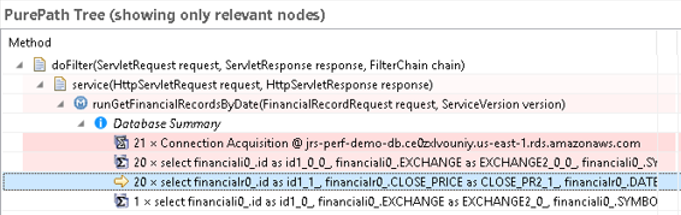 PurePath Tree (showing only relevant nodes)
Method
doFilter(ServletRequest request, ServletResponse response, FilterChain chain)
service(HttpServletRequest request, HttpServletResponse response)
runGetFinancialRecordsByDate(FinancialRecordRequest request, ServiceVersion version)
Database Summary
21 × Connection Acquisition @ jrs-perf-demo-db.ce0zxlvouniy.us-east-1.rds.amazonaws.com
20 × select financiali0_.id as id1_0_0_, financiali0_.EXCHANGE as EXCHANGE2_0_0_, financiali0_.SY
20 × select financialr0_.id as id1_1_, financialr0_.CLOSE_PRICE as CLOSE_PR2_1_, financialr0_.DATE
1 × select financiali0_.id as id1_0_, financiali0_.EXCHANGE as EXCHANGE2_0_, financiali0_.SYMBO